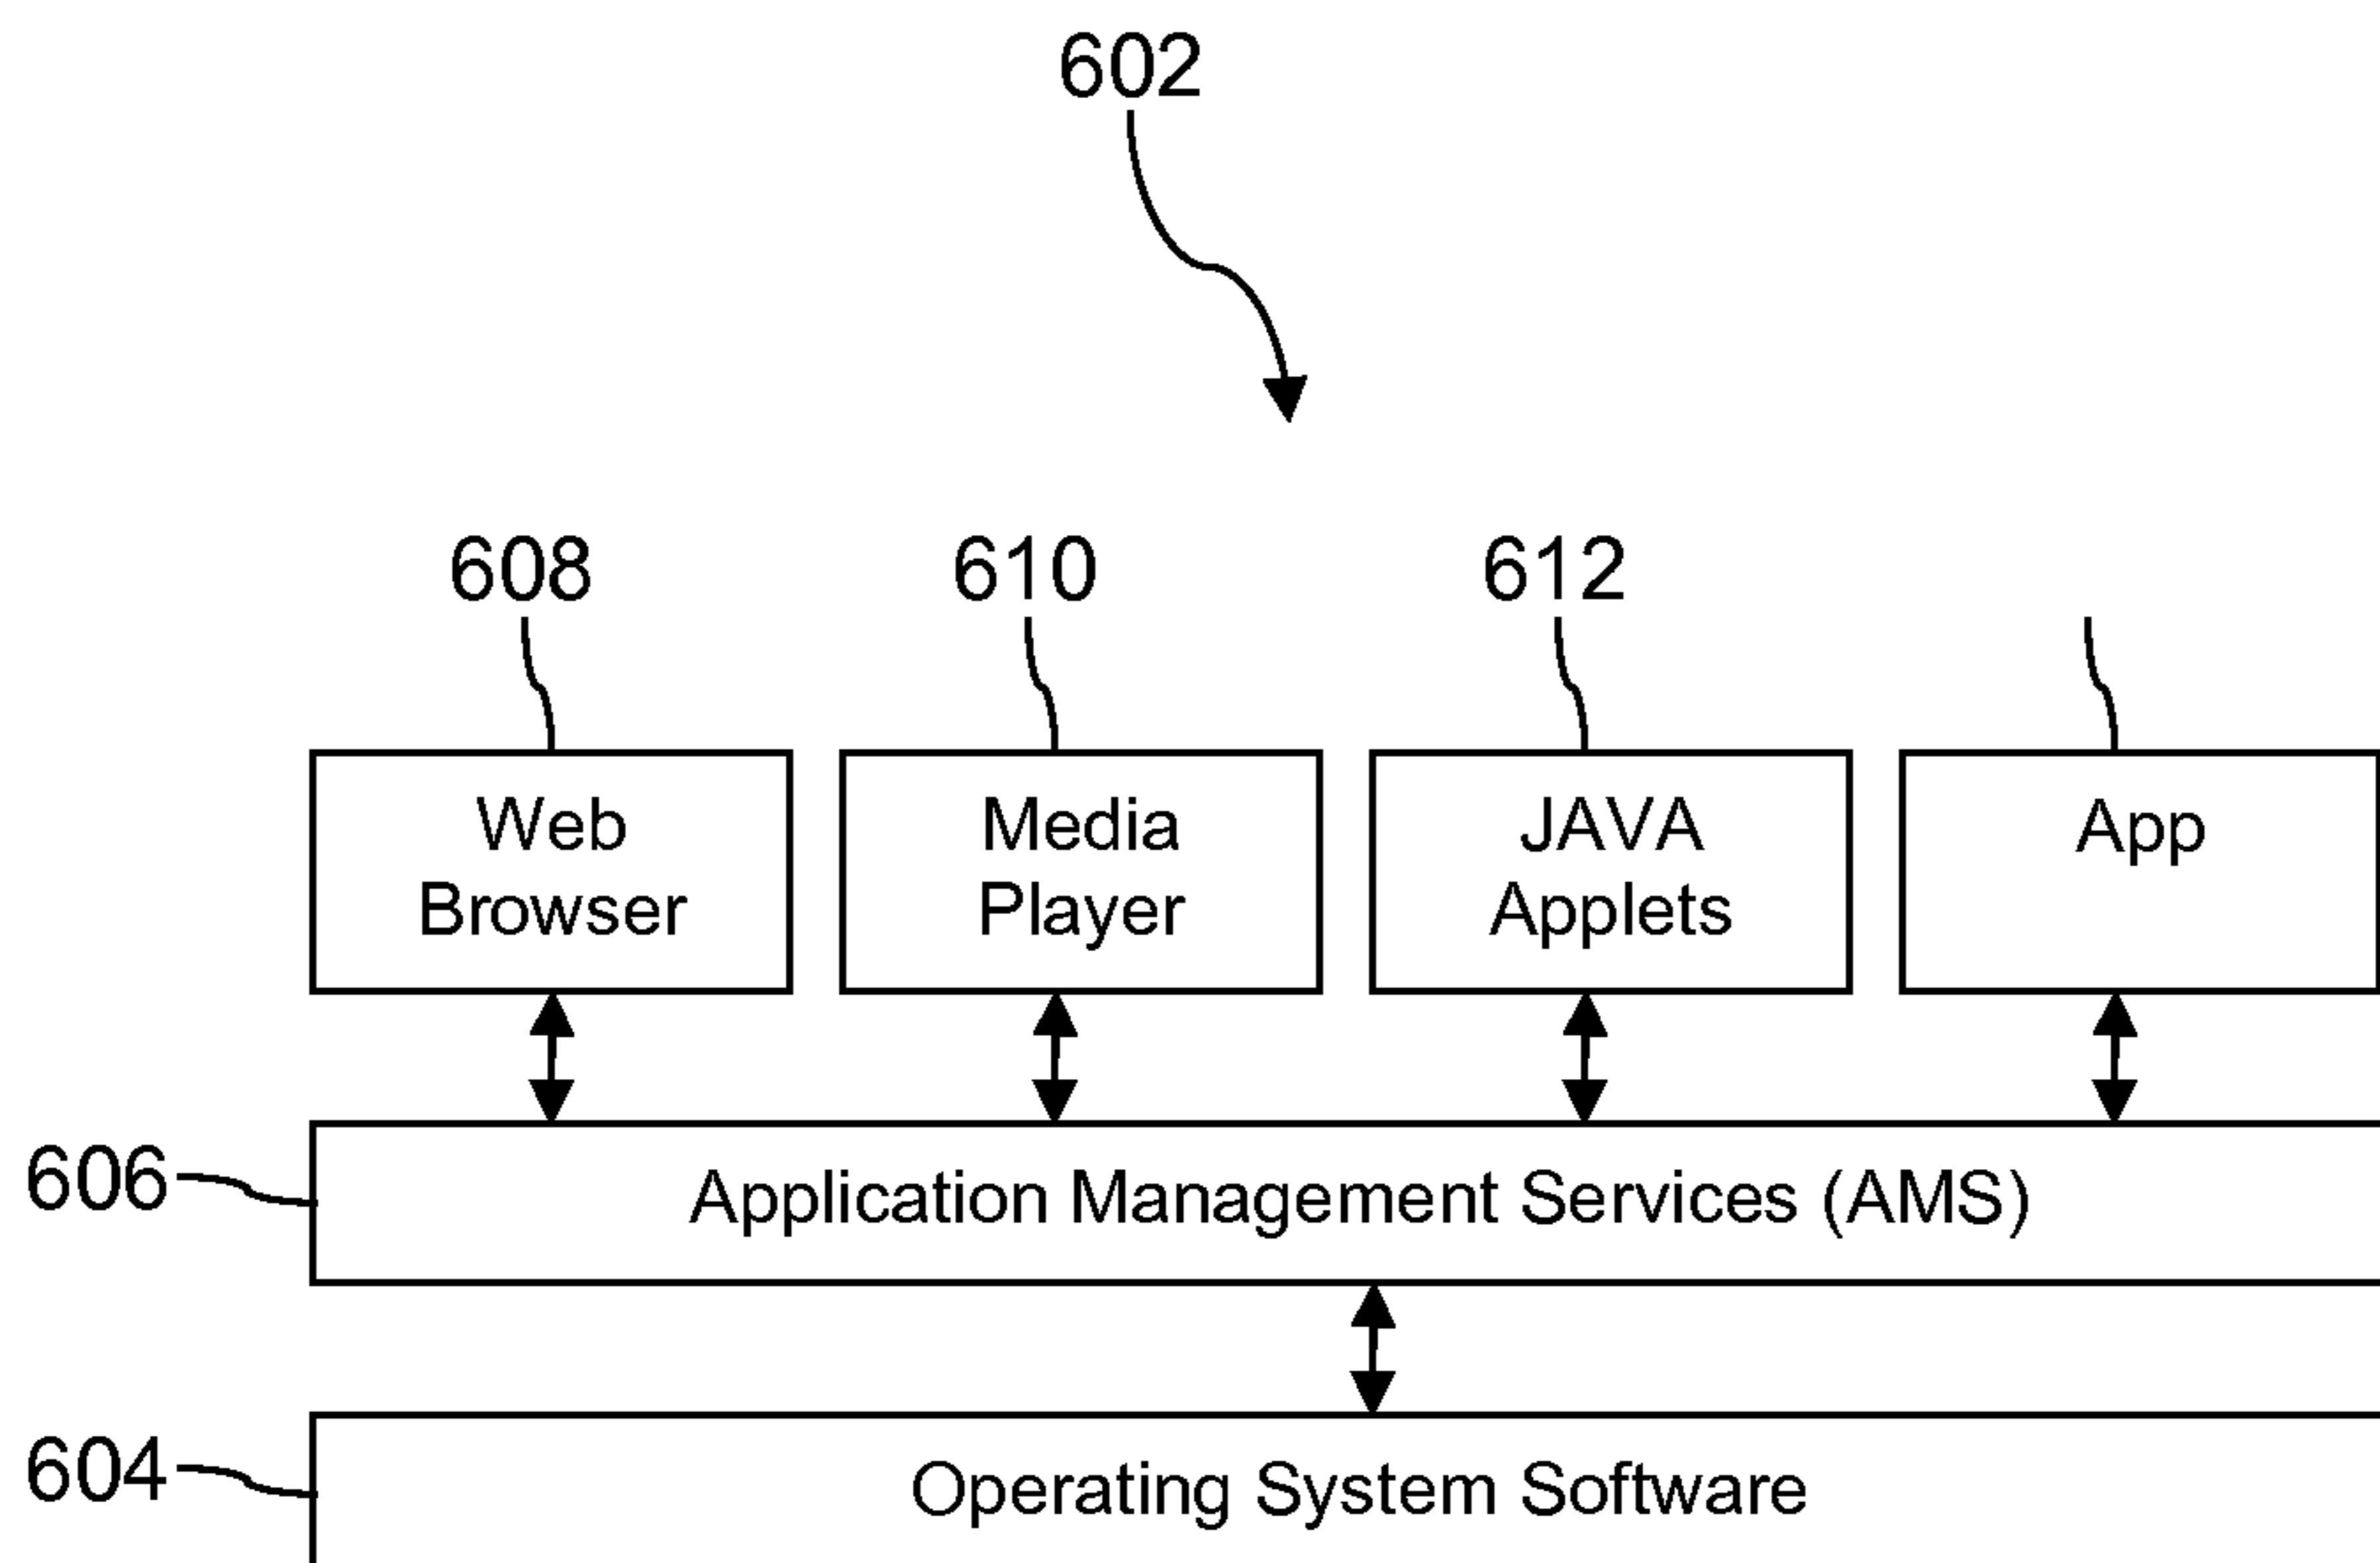 602
608
610
612
Web
Browser
Media
Player
JAVA
Applets
App
606
Application Management Services (AMS)
604
Operating System Software